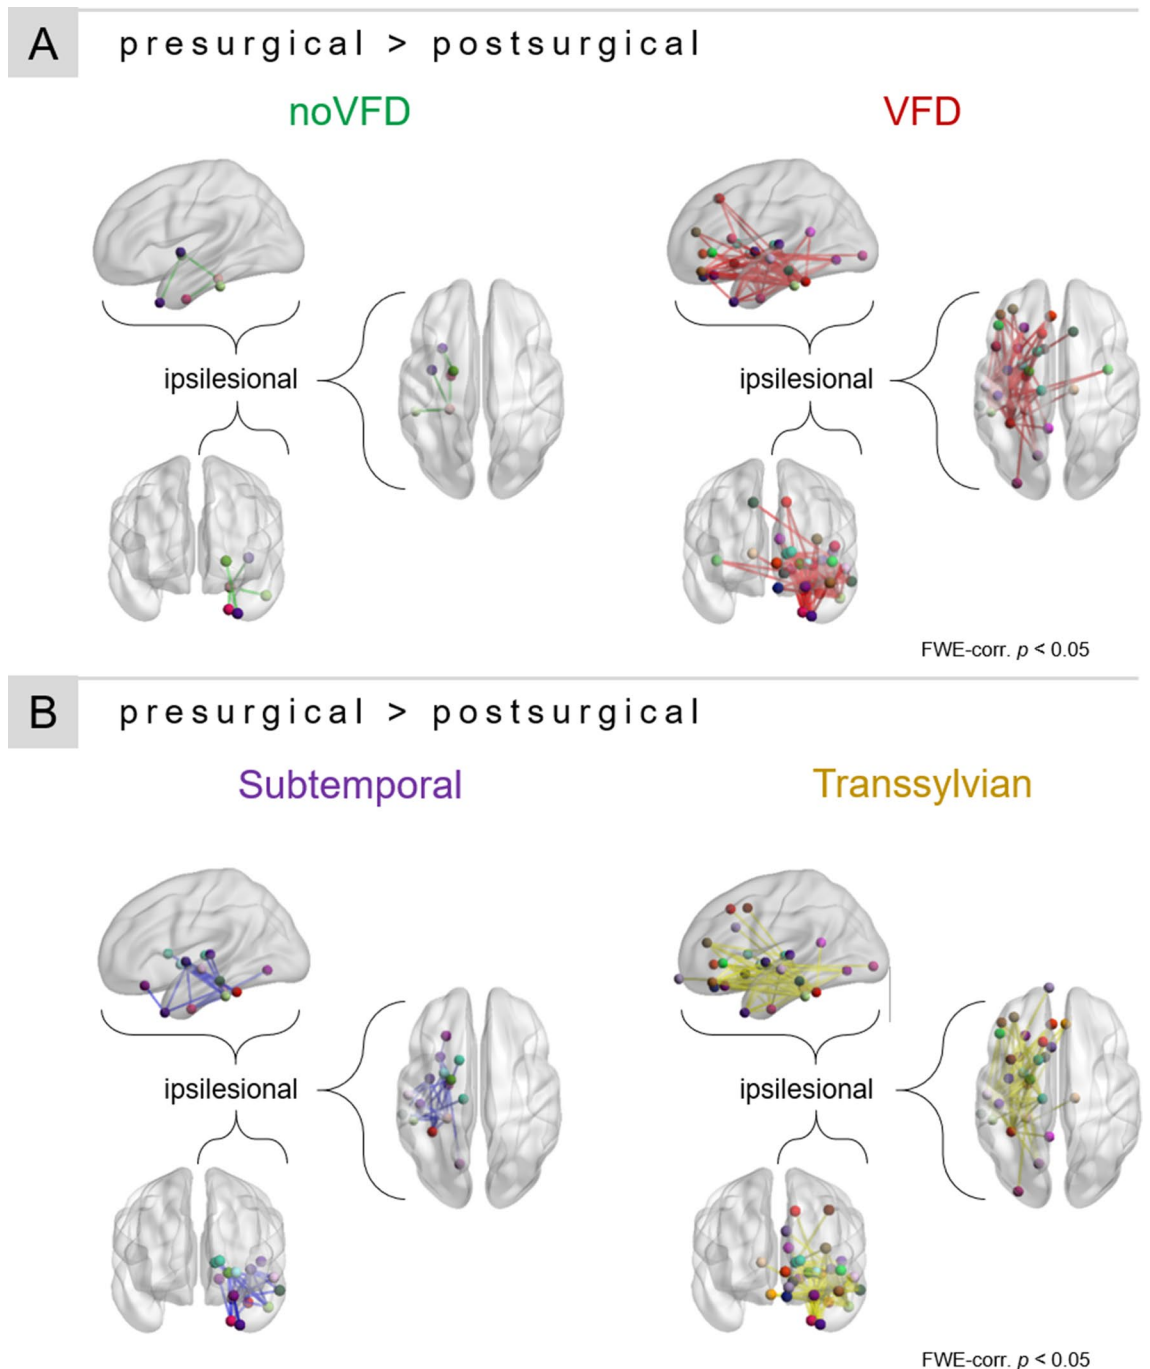 A
presurgical > postsurgical
noVFD
VFD
ipsilesional
ipsilesional
FWE-corr. p < 0.05
B
presurgical > postsurgical
Subtemporal
Transsylvian
ipsilesional
ipsilesional
FWE-corr. p < 0.05